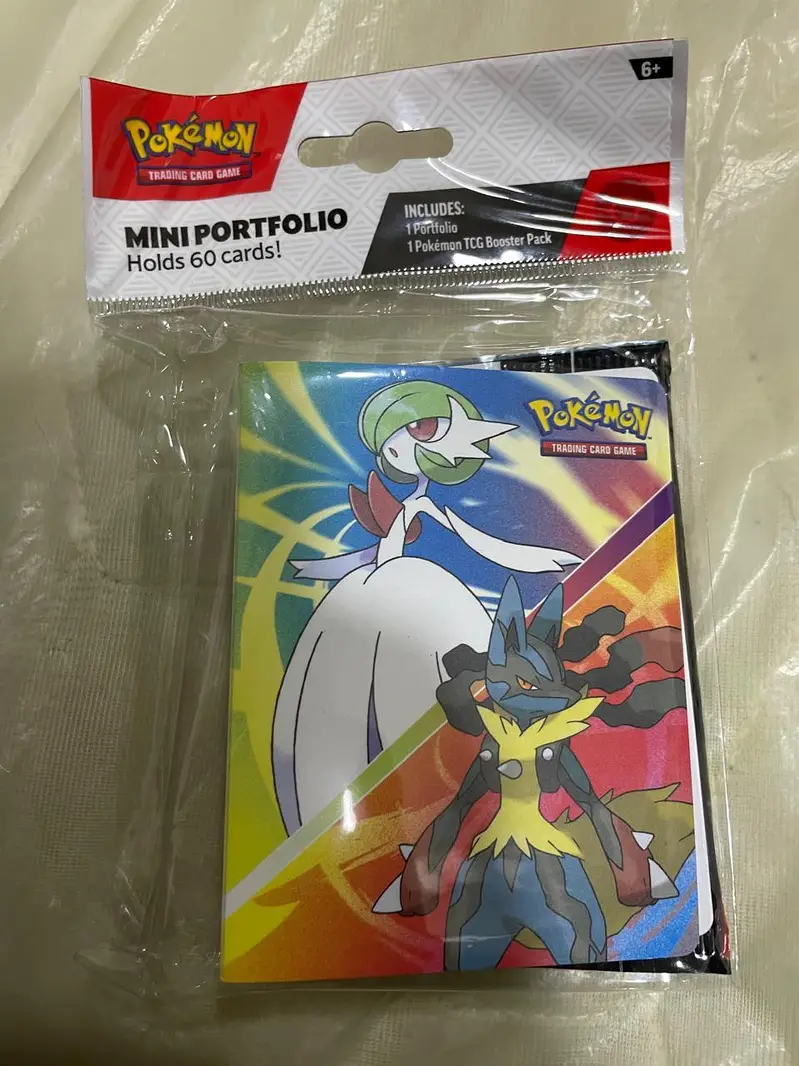 6+
POKéMON
TRADING CARD GAME
MINI PORTFOLIO
Holds 60 cards!
INCLUDES:
1 Portfolio
1 Pokémon TCG Booster Pack
POKéMON
TRADING CARD GAME